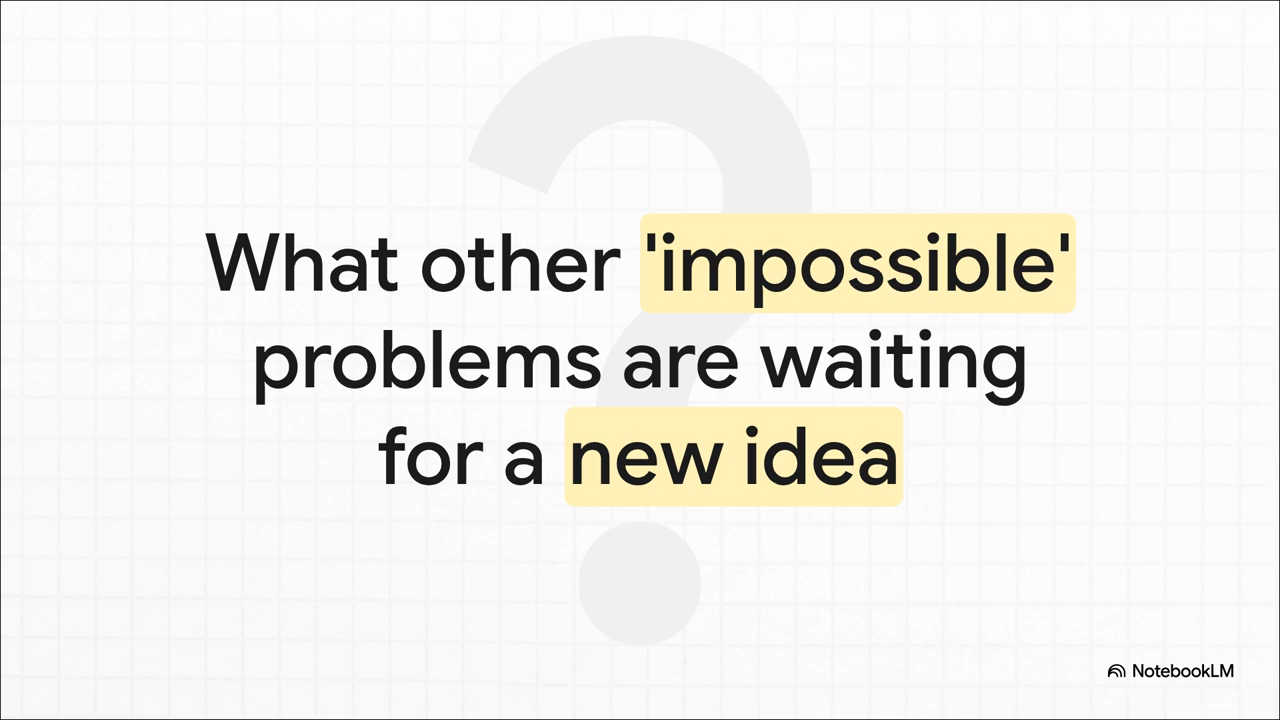 What other 'impossible'
problems are waiting
for a new idea
?
NotebookLM